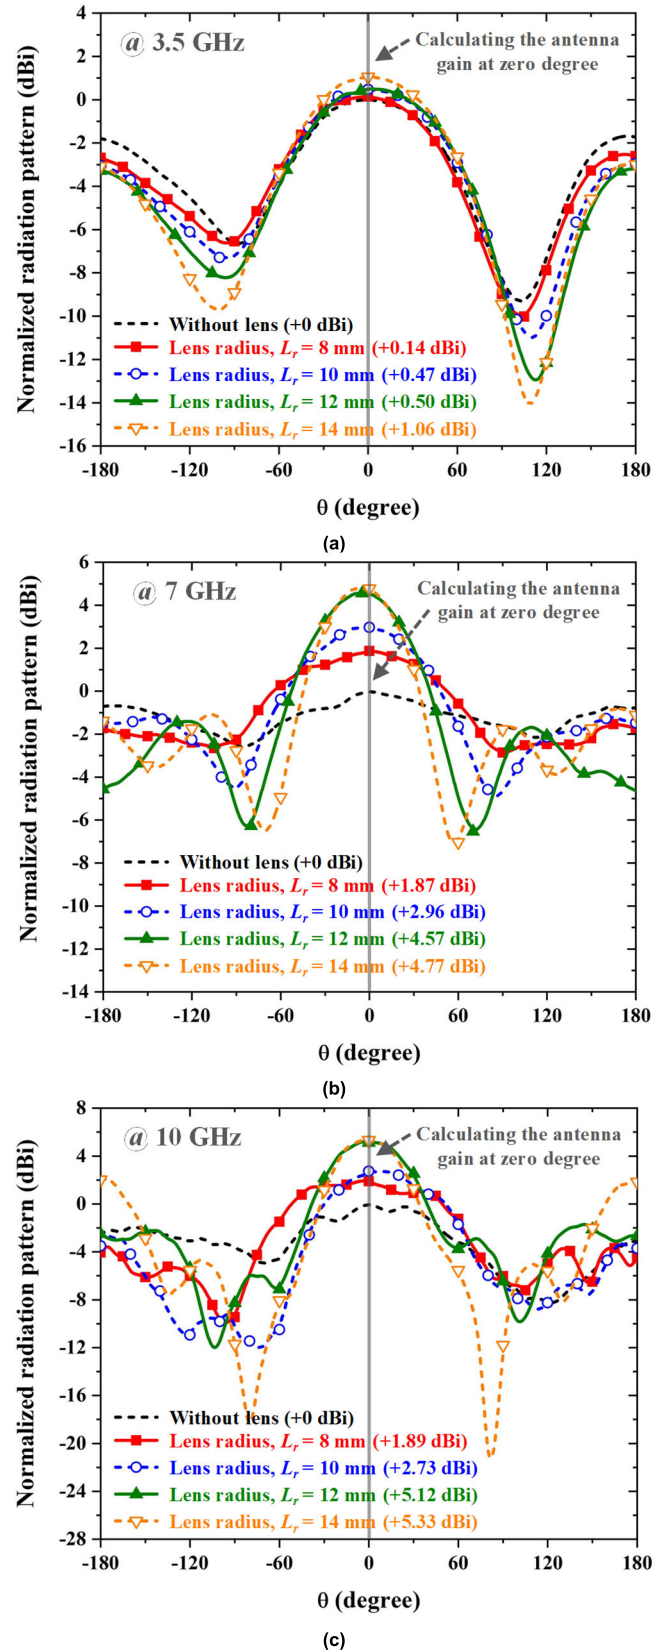 @ 3.5 GHz
Calculating the antenna
gain at zero degree
Normalized radiation pattern (dBi)
4
2
0
-2
-4
-6
-8
-10
-12
-14
-16
Without lens (+0 dBi)
Lens radius, Lr = 8 mm (+0.14 dBi)
Lens radius, Lr = 10 mm (+0.47 dBi)
Lens radius, Lr = 12 mm (+0.50 dBi)
Lens radius, Lr = 14 mm (+1.06 dBi)
-180 -120 -60 0 60 120 180
θ (degree)
(a)
@ 7 GHz
Calculating the antenna
gain at zero degree
Normalized radiation pattern (dBi)
6
4
2
0
-2
-4
-6
-8
-10
-12
-14
Without lens (+0 dBi)
Lens radius, Lr = 8 mm (+1.87 dBi)
Lens radius, Lr = 10 mm (+2.96 dBi)
Lens radius, Lr = 12 mm (+4.57 dBi)
Lens radius, Lr = 14 mm (+4.77 dBi)
-180 -120 -60 0 60 120 180
θ (degree)
(b)
@ 10 GHz
Calculating the antenna
gain at zero degree
Normalized radiation pattern (dBi)
8
4
0
-4
-8
-12
-16
-20
-24
-28
Without lens (+0 dBi)
Lens radius, Lr = 8 mm (+1.89 dBi)
Lens radius, Lr = 10 mm (+2.73 dBi)
Lens radius, Lr = 12 mm (+5.12 dBi)
Lens radius, Lr = 14 mm (+5.33 dBi)
-180 -120 -60 0 60 120 180
θ (degree)
(c)